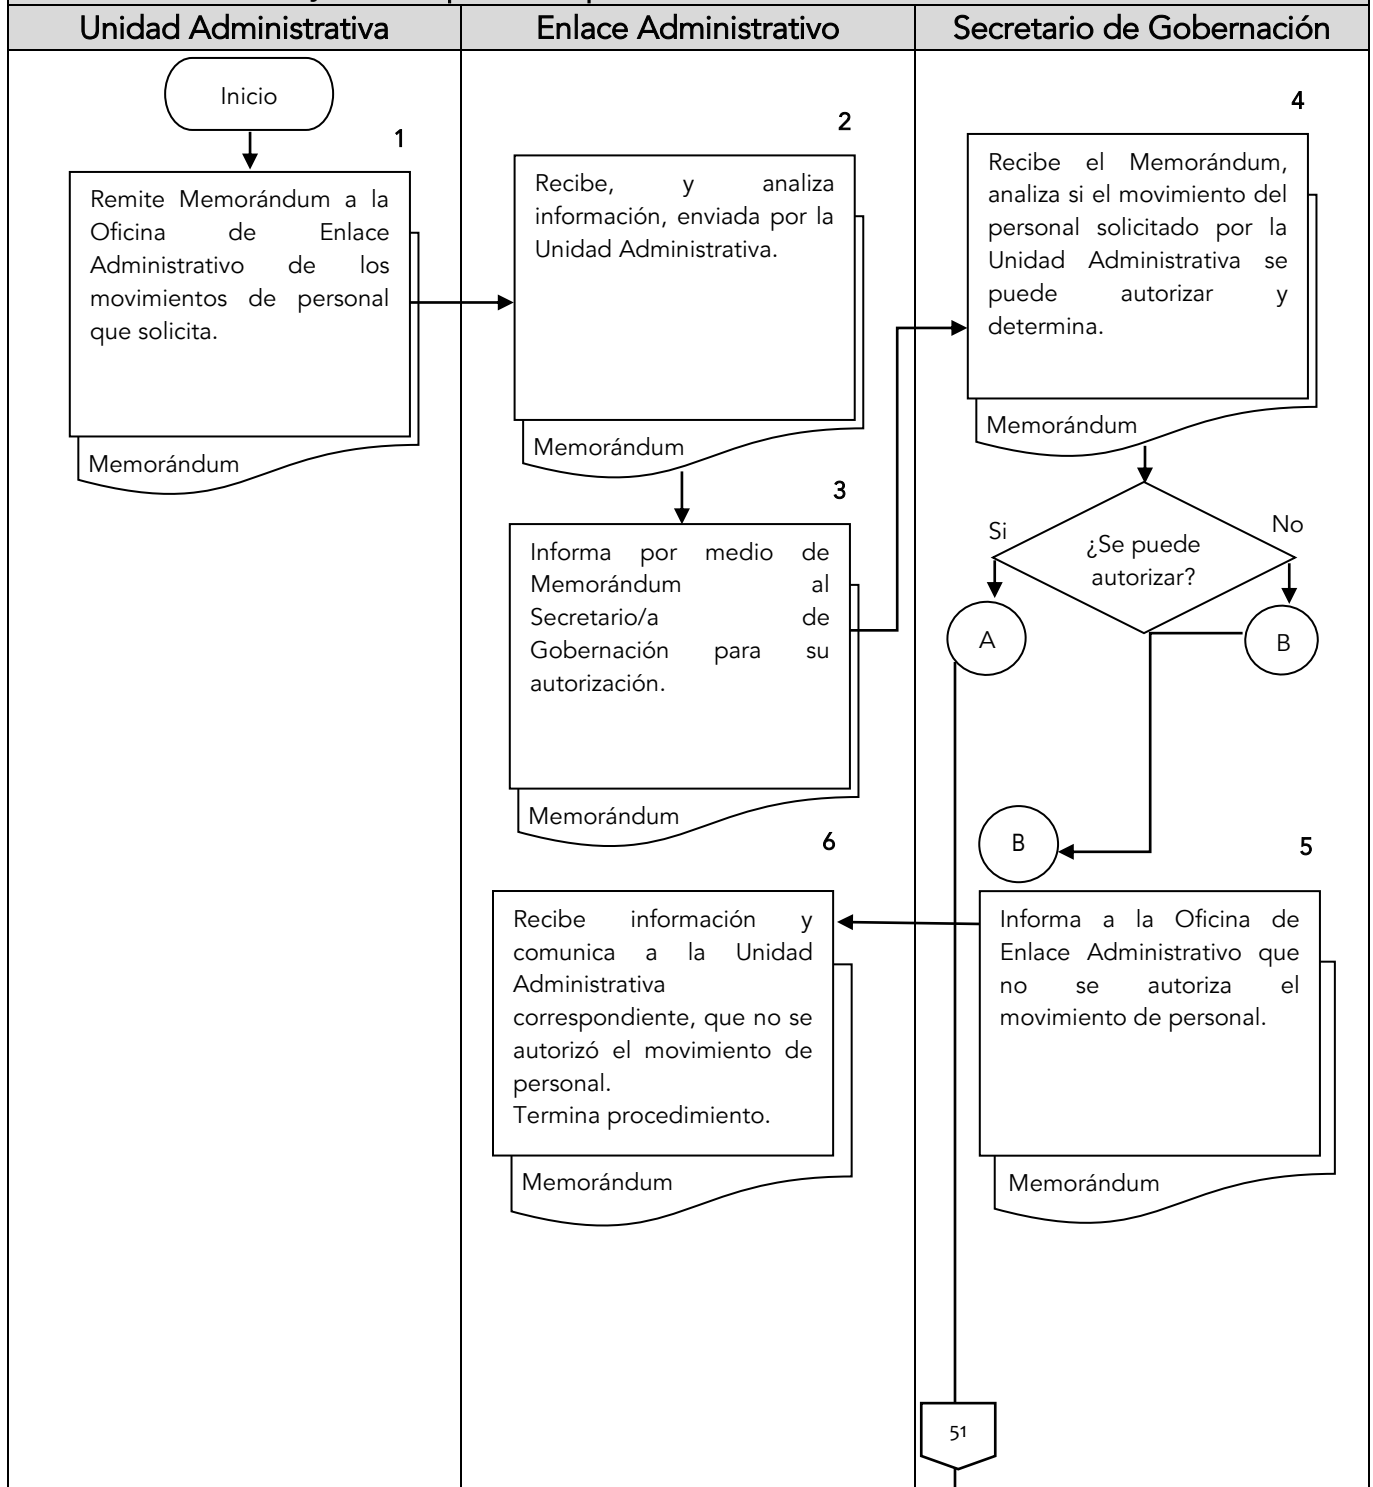 Unidad Administrativa
Enlace Administrativo
Secretario de Gobernación
Inicio
1
Remite Memorándum a la
Oficina de Enlace
Administrativo de los
movimientos de personal
que solicita.
Memorándum
2
Recibe, y analiza
información, enviada por la
Unidad Administrativa.
Memorándum
3
Informa por medio de
Memorándum al
Secretario/a de
Gobernación para su
autorización.
Memorándum
4
Recibe el Memorándum,
analiza si el movimiento del
personal solicitado por la
Unidad Administrativa se
puede autorizar y
determina.
Memorándum
¿Se puede
autorizar?
Si
No
A
B
B
5
Informa a la Oficina de
Enlace Administrativo que
no se autoriza el
movimiento de personal.
Memorándum
6
Recibe información y
comunica a la Unidad
Administrativa
correspondiente, que no se
autorizó el movimiento de
personal.
Termina procedimiento.
Memorándum
51